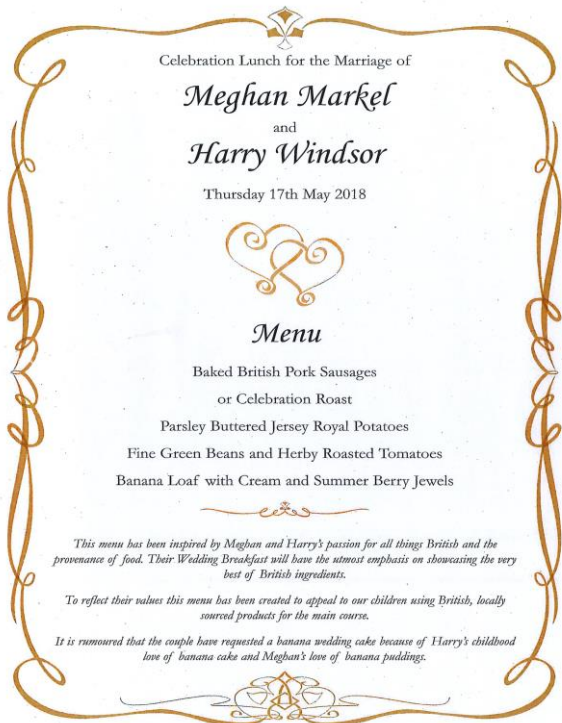 Celebration Lunch for the Marriage of
Meghan Markel
and
Harry Windsor
Thursday 17th May 2018
Menu
Baked British Pork Sausages
or Celebration Roast
Parsley Buttered Jersey Royal Potatoes
Fine Green Beans and Herby Roasted Tomatoes
Banana Loaf with Cream and Summer Berry Jewels
This menu has been inspired by Meghan and Harry's passion for all things British and the
provenance of food. Their Wedding Breakfast will have the utmost emphasis on showcasing the very
best of British ingredients.
To reflect their values this menu has been created to appeal to our children using British, locally
sourced products for the main course.
It is rumoured that the couple have requested a banana wedding cake because of Harry's childhood
love of banana cake and Meghan's love of banana puddings.